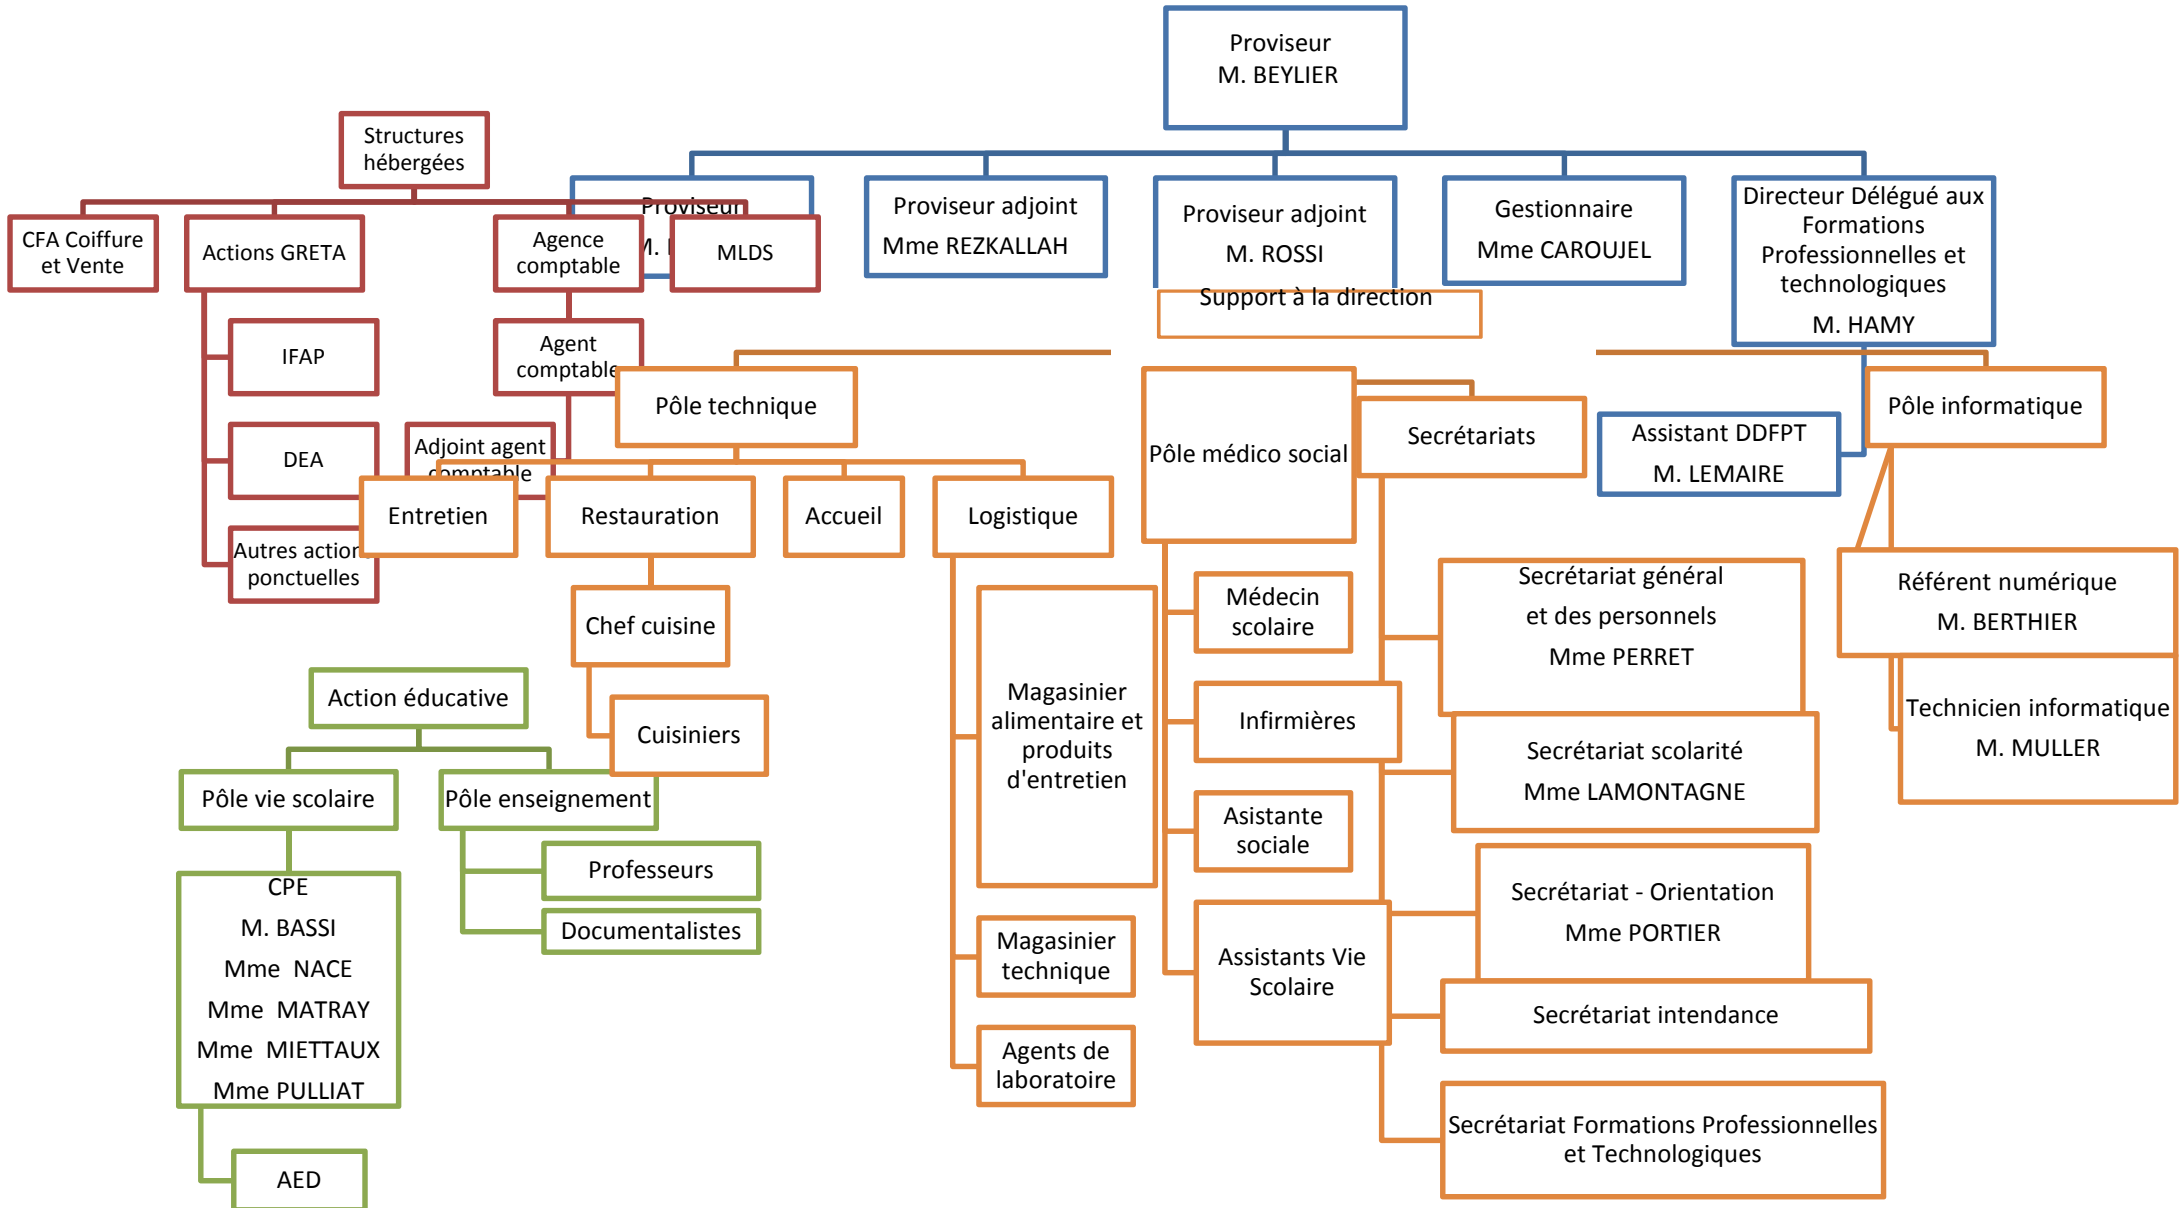 Proviseur
M. BEYLIER
Structures
hébergées
CFA Coiffure
et Vente
Actions GRETA
Agence
comptable
MLDS
Proviseur
M.
Proviseur adjoint
Mme REZKALLAH
Proviseur adjoint
M. ROSSI
Gestionnaire
Mme CAROUJEL
Directeur Délégué aux
Formations
Professionnelles et
technologiques
M. HAMY
Support à la direction
IFAP
DEA
Autres actions
ponctuelles
Agent
comptable
Adjoint agent
comptable
Pôle technique
Pôle médico social
Secrétariats
Assistant DDFPT
M. LEMAIRE
Pôle informatique
Entretien
Restauration
Accueil
Logistique
Chef cuisine
Cuisiniers
Magasinier
alimentaire et
produits
d'entretien
Magasinier
technique
Agents de
laboratoire
Médecin
scolaire
Infirmières
Asistante
sociale
Assistants Vie
Scolaire
Secrétariat général
et des personnels
Mme PERRET
Secrétariat scolarité
Mme LAMONTAGNE
Secrétariat - Orientation
Mme PORTIER
Secrétariat intendance
Secrétariat Formations Professionnelles
et Technologiques
Référent numérique
M. BERTHIER
Technicien informatique
M. MULLER
Action éducative
Pôle vie scolaire
Pôle enseignement
CPE
M. BASSI
Mme  NACE
Mme  MATRAY
Mme  MIETTAUX
Mme PULLIAT
AED
Professeurs
Documentalistes